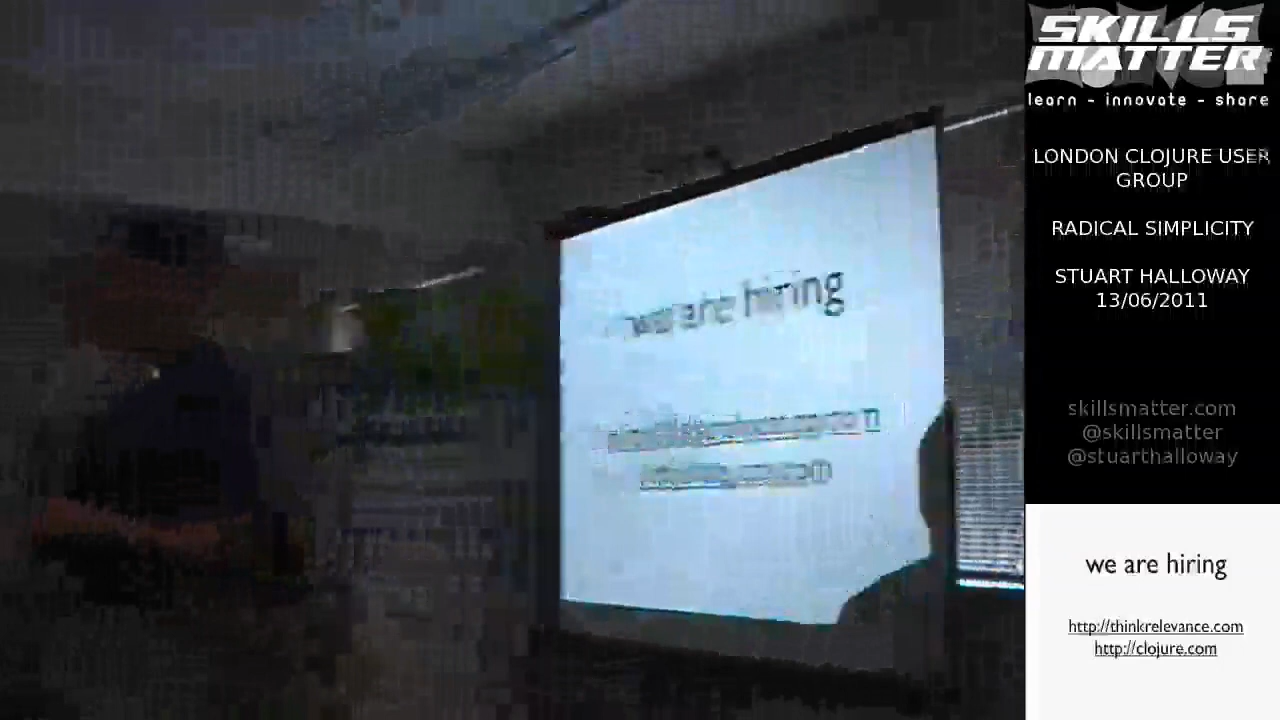 we are hiring
SKILLS
MATTER
learn - innovate - share
LONDON CLOJURE USER
GROUP
RADICAL SIMPLICITY
STUART HALLOWAY
13/06/2011
skillsmatter.com
@skillsmatter
@stuarthalloway
we are hiring
http://thinkrelevance.com
http://clojure.com